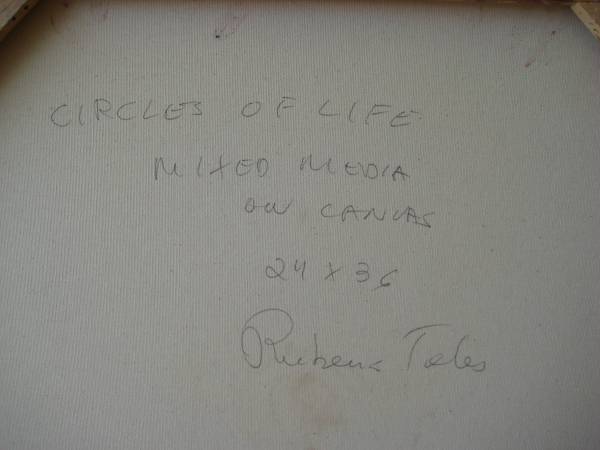 CIRCLES OF LIFE
MIXED MEDIA
ON CANVAS
24 x 36
Rubens Teles